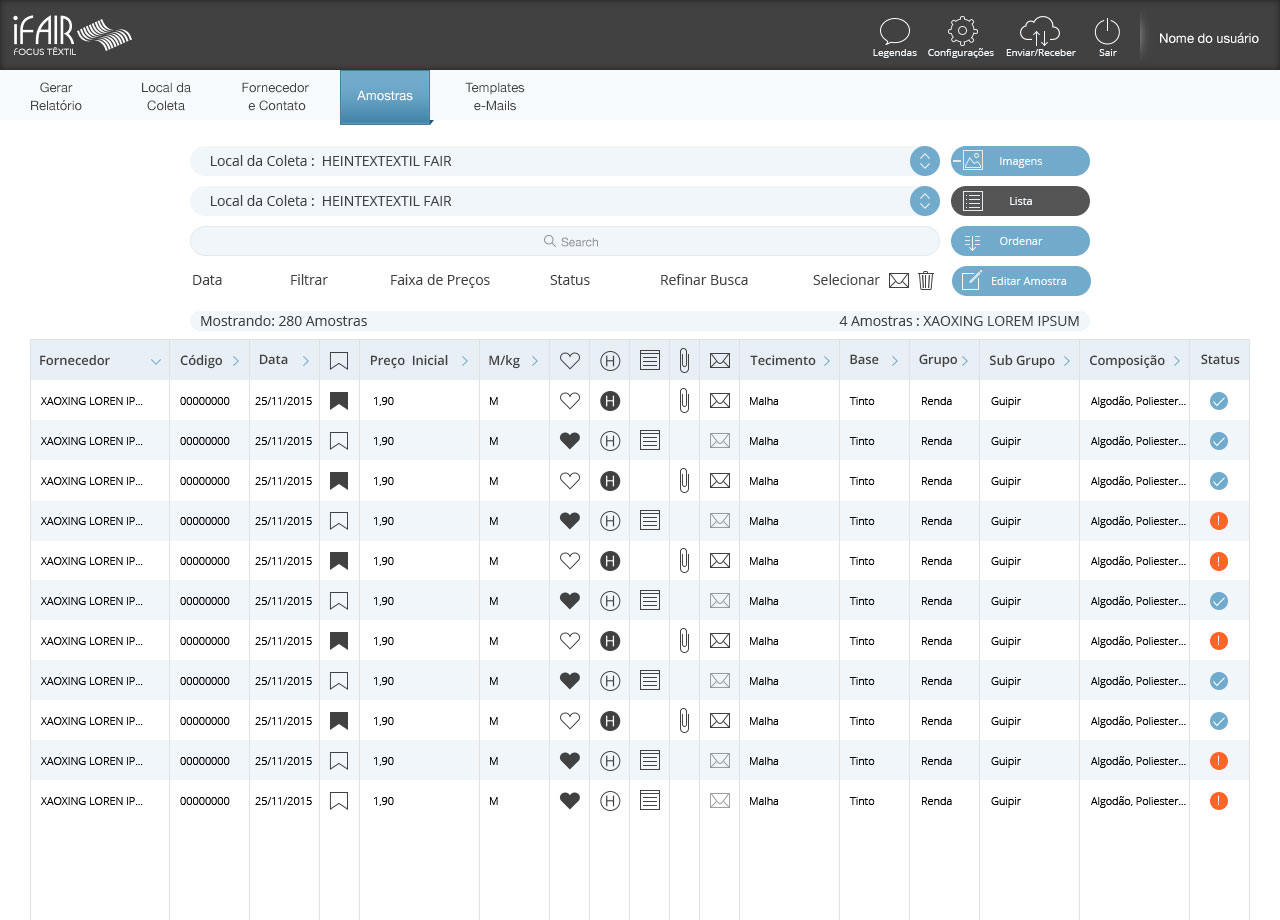 iFAIR
FOCUS TÊXTIL
Legendas
Configurações
Enviar/Receber
Sair
Nome do usuário
Gerar
Relatório
Local da
Coleta
Fornecedor
e Contato
Amostras
Templates
e-Mails
Local da Coleta : HEINTEXTEXTIL FAIR
Imagens
Local da Coleta : HEINTEXTEXTIL FAIR
Lista
Search
Ordenar
Data Filtrar Faixa de Preços Status Refinar Busca Selecionar
Editar Amostra
Mostrando: 280 Amostras 4 Amostras : XAOXING LOREM IPSUM
Fornecedor Código Data Preço Inicial M/kg H Tecimento Base Grupo Sub Grupo Composição Status
XAOXING LOREN IP... 00000000 25/11/2015 1,90 M H Malha Tinto Renda Guipir Algodão, Poliester...
XAOXING LOREN IP... 00000000 25/11/2015 1,90 M H Malha Tinto Renda Guipir Algodão, Poliester...
XAOXING LOREN IP... 00000000 25/11/2015 1,90 M H Malha Tinto Renda Guipir Algodão, Poliester...
XAOXING LOREN IP... 00000000 25/11/2015 1,90 M H Malha Tinto Renda Guipir Algodão, Poliester... !
XAOXING LOREN IP... 00000000 25/11/2015 1,90 M H Malha Tinto Renda Guipir Algodão, Poliester... !
XAOXING LOREN IP... 00000000 25/11/2015 1,90 M H Malha Tinto Renda Guipir Algodão, Poliester...
XAOXING LOREN IP... 00000000 25/11/2015 1,90 M H Malha Tinto Renda Guipir Algodão, Poliester... !
XAOXING LOREN IP... 00000000 25/11/2015 1,90 M H Malha Tinto Renda Guipir Algodão, Poliester...
XAOXING LOREN IP... 00000000 25/11/2015 1,90 M H Malha Tinto Renda Guipir Algodão, Poliester...
XAOXING LOREN IP... 00000000 25/11/2015 1,90 M H Malha Tinto Renda Guipir Algodão, Poliester... !
XAOXING LOREN IP... 00000000 25/11/2015 1,90 M H Malha Tinto Renda Guipir Algodão, Poliester... !